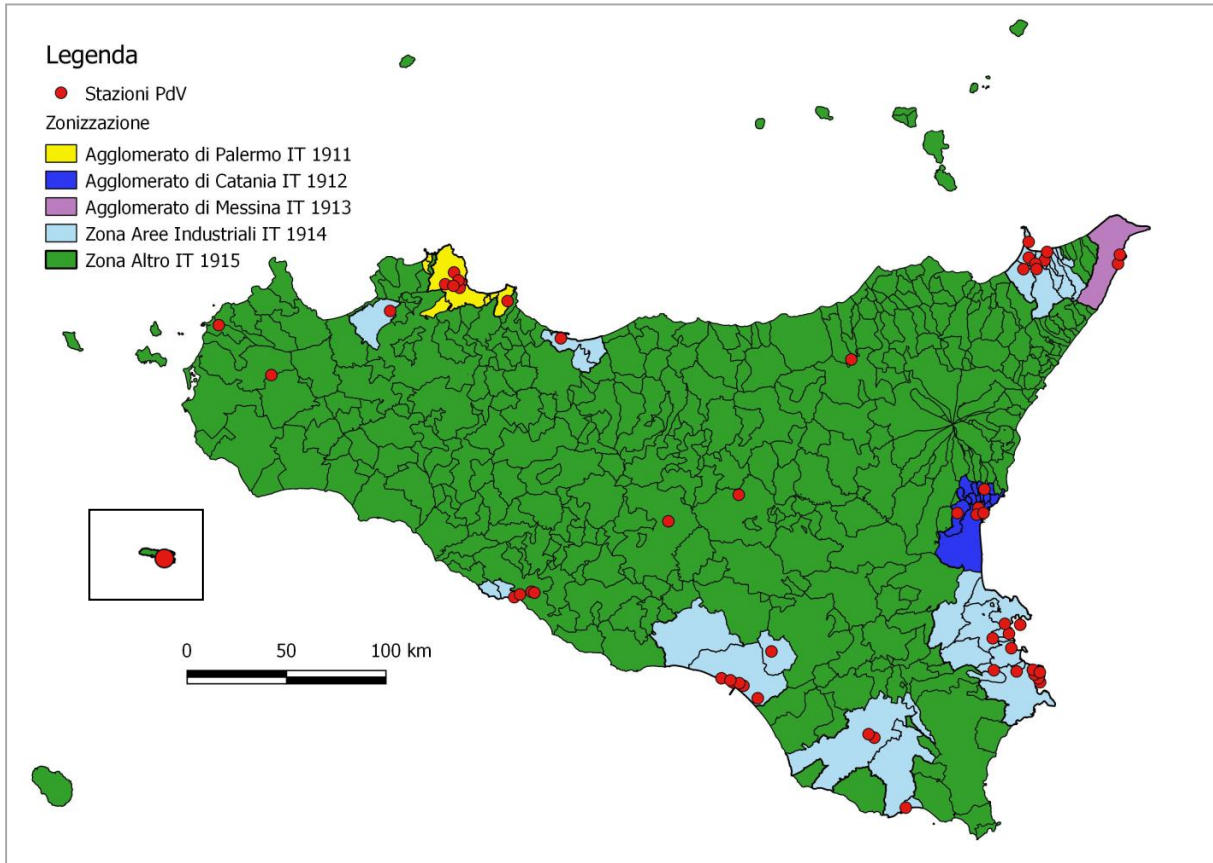 Legenda
Stazioni PdV
Zonizzazione
Agglomerato di Palermo IT 1911
Agglomerato di Catania IT 1912
Agglomerato di Messina IT 1913
Zona Aree Industriali IT 1914
Zona Altro IT 1915
0 50 100 km